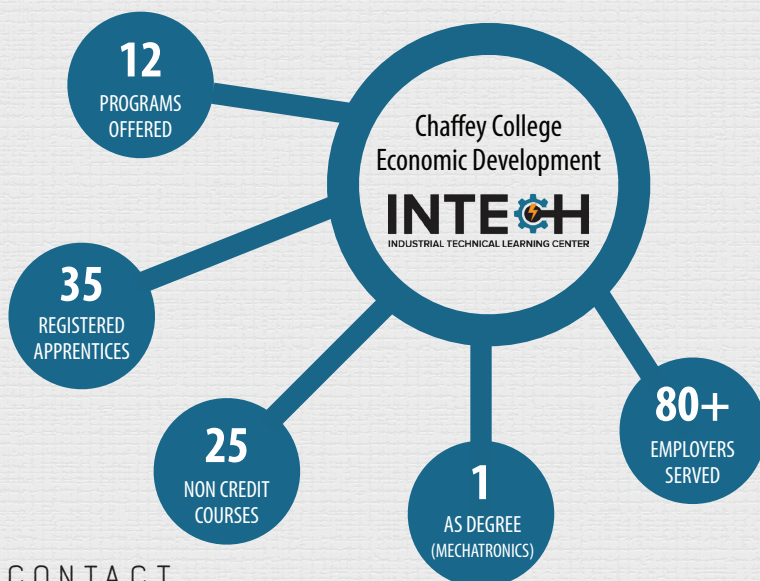 12
PROGRAMS
OFFERED
Chaffey College
Economic Development
INTECH
INDUSTRIAL TECHNICAL LEARNING CENTER
35
REGISTERED
APPRENTICES
25
NON CREDIT
COURSES
1
AS DEGREE
(MECHATRONICS)
80+
EMPLOYERS
SERVED
CONTACT